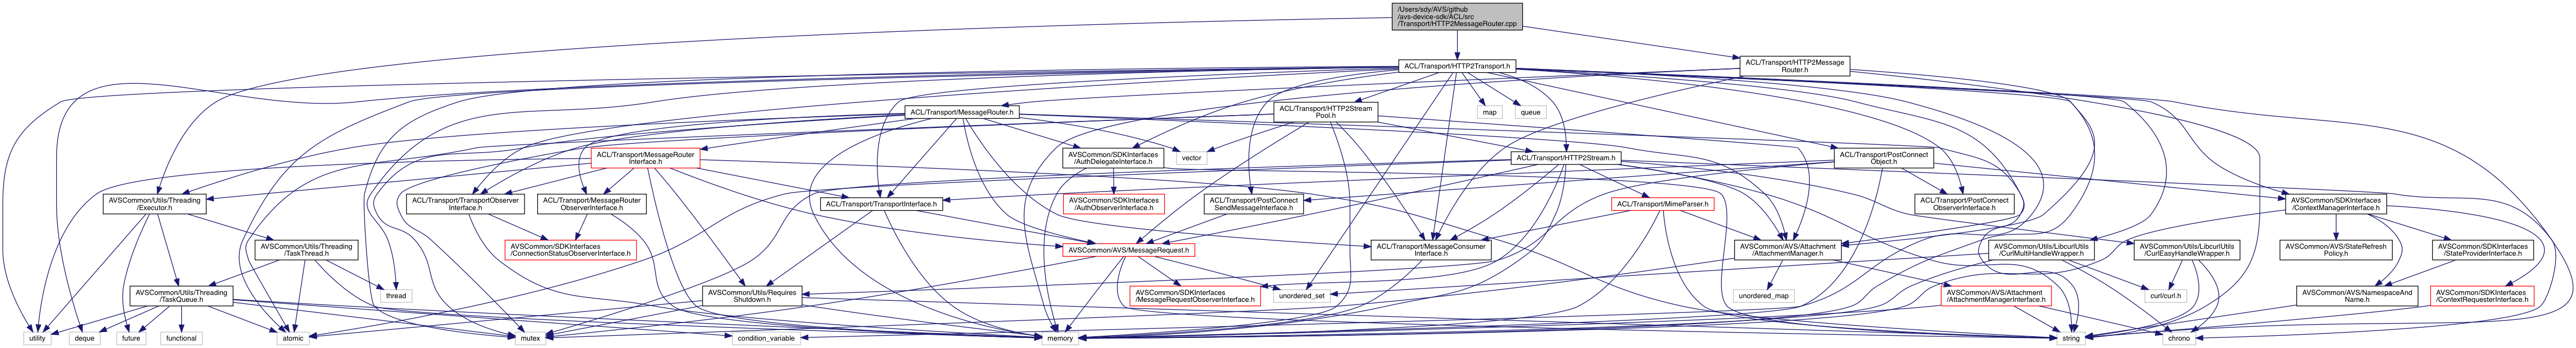 /Users/sdy/AVS/github
/avs-device-sdk/ACL/src
/Transport/HTTP2MessageRouter.cpp
ACL/Transport/HTTP2Transport.h
ACL/Transport/HTTP2Message
Router.h
ACL/Transport/MessageRouter.h
ACL/Transport/HTTP2Stream
Pool.h
map
queue
ACL/Transport/MessageRouter
Interface.h
AVSCommon/SDKInterfaces
/AuthDelegateInterface.h
vector
ACL/Transport/HTTP2Stream.h
ACL/Transport/PostConnect
Object.h
AVSCommon/Utils/Threading
/Executor.h
ACL/Transport/TransportObserver
Interface.h
ACL/Transport/MessageRouter
ObserverInterface.h
ACL/Transport/TransportInterface.h
AVSCommon/SDKInterfaces
/AuthObserverInterface.h
ACL/Transport/PostConnect
SendMessageInterface.h
ACL/Transport/MimeParser.h
ACL/Transport/PostConnect
ObserverInterface.h
AVSCommon/SDKInterfaces
/ContextManagerInterface.h
AVSCommon/Utils/Threading
/TaskThread.h
AVSCommon/SDKInterfaces
/ConnectionStatusObserverInterface.h
AVSCommon/AVS/MessageRequest.h
ACL/Transport/MessageConsumer
Interface.h
AVSCommon/AVS/Attachment
/AttachmentManager.h
AVSCommon/Utils/LibcurlUtils
/CurlMultiHandleWrapper.h
AVSCommon/Utils/LibcurlUtils
/CurlEasyHandleWrapper.h
AVSCommon/AVS/StateRefresh
Policy.h
AVSCommon/SDKInterfaces
/StateProviderInterface.h
AVSCommon/Utils/Threading
/TaskQueue.h
thread
AVSCommon/Utils/Requires
Shutdown.h
AVSCommon/SDKInterfaces
/MessageRequestObserverInterface.h
unordered_set
unordered_map
AVSCommon/AVS/Attachment
/AttachmentManagerInterface.h
curl/curl.h
AVSCommon/AVS/NamespaceAnd
Name.h
AVSCommon/SDKInterfaces
/ContextRequesterInterface.h
utility
deque
future
functional
atomic
mutex
condition_variable
memory
string
chrono